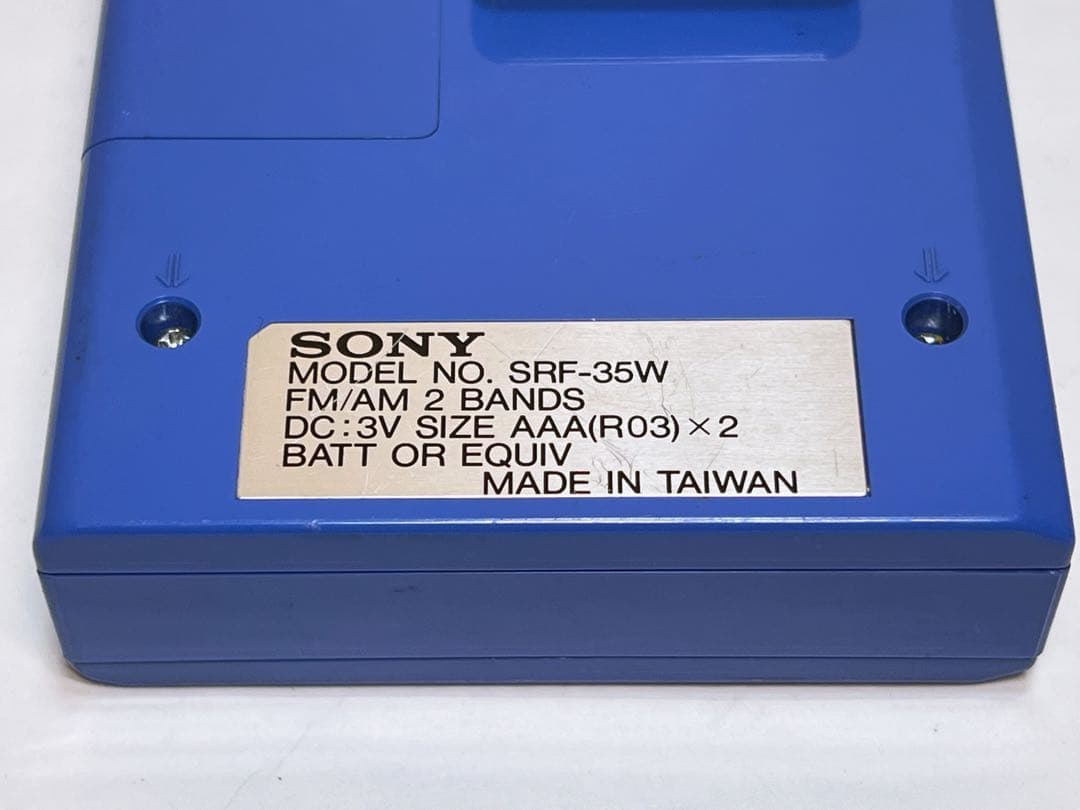 SONY
MODEL NO. SRF-35W
FM/AM 2 BANDS
DC:3V SIZE AAA(R03)×2
BATT OR EQUIV
MADE IN TAIWAN